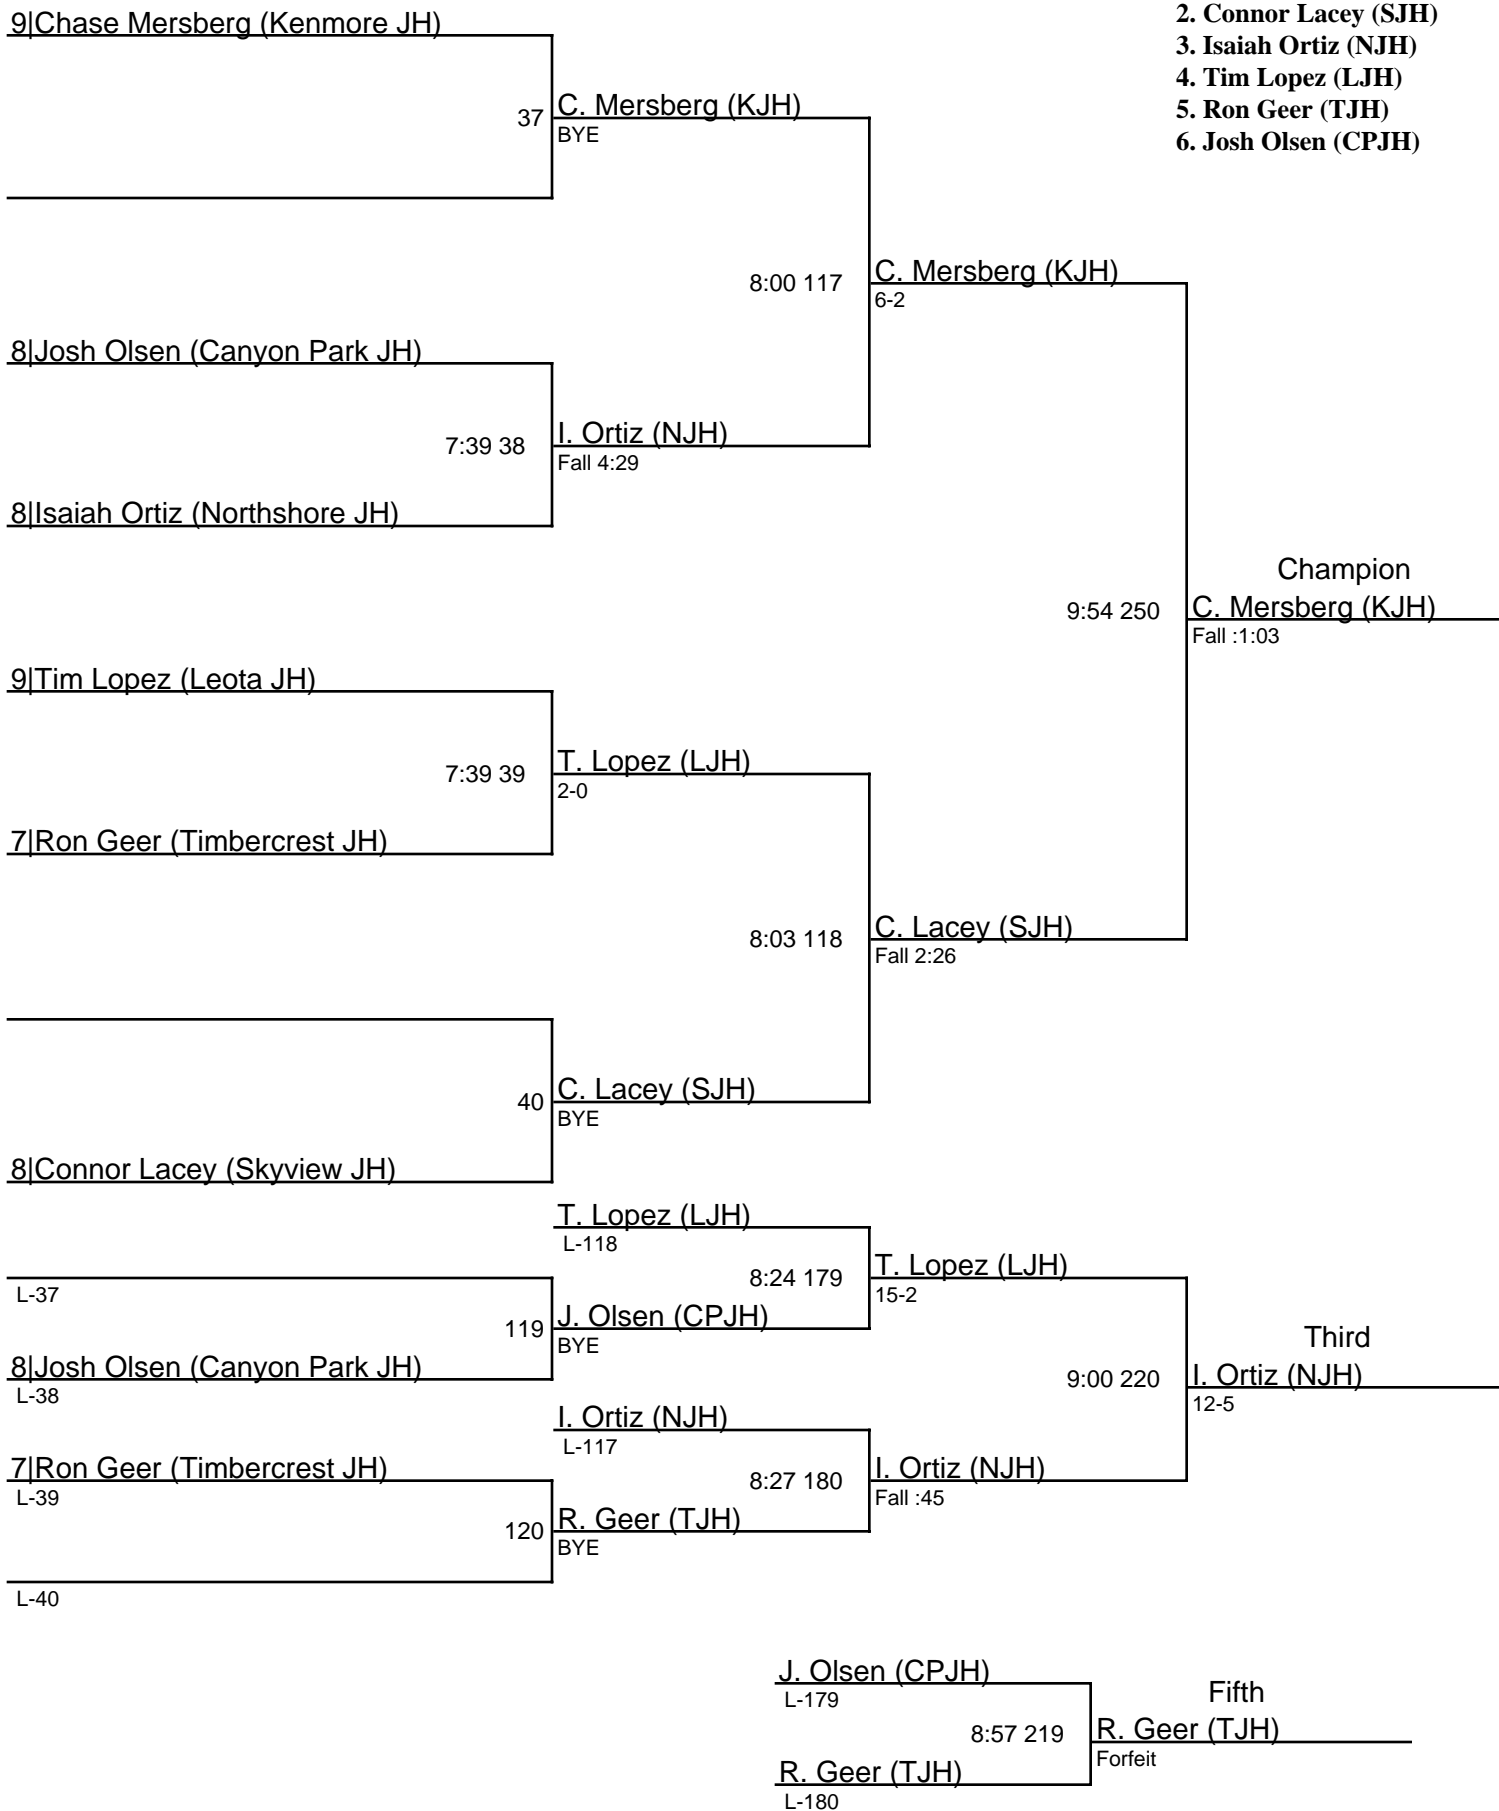 2. Connor Lacey (SJH)
3. Isaiah Ortiz (NJH)
4. Tim Lopez (LJH)
5. Ron Geer (TJH)
6. Josh Olsen (CPJH)
9|Chase Mersberg (Kenmore JH)
37
C. Mersberg (KJH)
BYE
8:00 117
C. Mersberg (KJH)
6-2
8|Josh Olsen (Canyon Park JH)
7:39 38
I. Ortiz (NJH)
Fall 4:29
8|Isaiah Ortiz (Northshore JH)
Champion
9:54 250
C. Mersberg (KJH)
Fall :1:03
9|Tim Lopez (Leota JH)
7:39 39
T. Lopez (LJH)
2-0
7|Ron Geer (Timbercrest JH)
8:03 118
C. Lacey (SJH)
Fall 2:26
40
C. Lacey (SJH)
BYE
8|Connor Lacey (Skyview JH)
T. Lopez (LJH)
L-118
8:24 179
T. Lopez (LJH)
15-2
L-37
119
J. Olsen (CPJH)
BYE
8|Josh Olsen (Canyon Park JH)
L-38
Third
9:00 220
I. Ortiz (NJH)
12-5
I. Ortiz (NJH)
L-117
7|Ron Geer (Timbercrest JH)
L-39
8:27 180
I. Ortiz (NJH)
Fall :45
120
R. Geer (TJH)
BYE
L-40
J. Olsen (CPJH)
L-179
Fifth
8:57 219
R. Geer (TJH)
Forfeit
R. Geer (TJH)
L-180